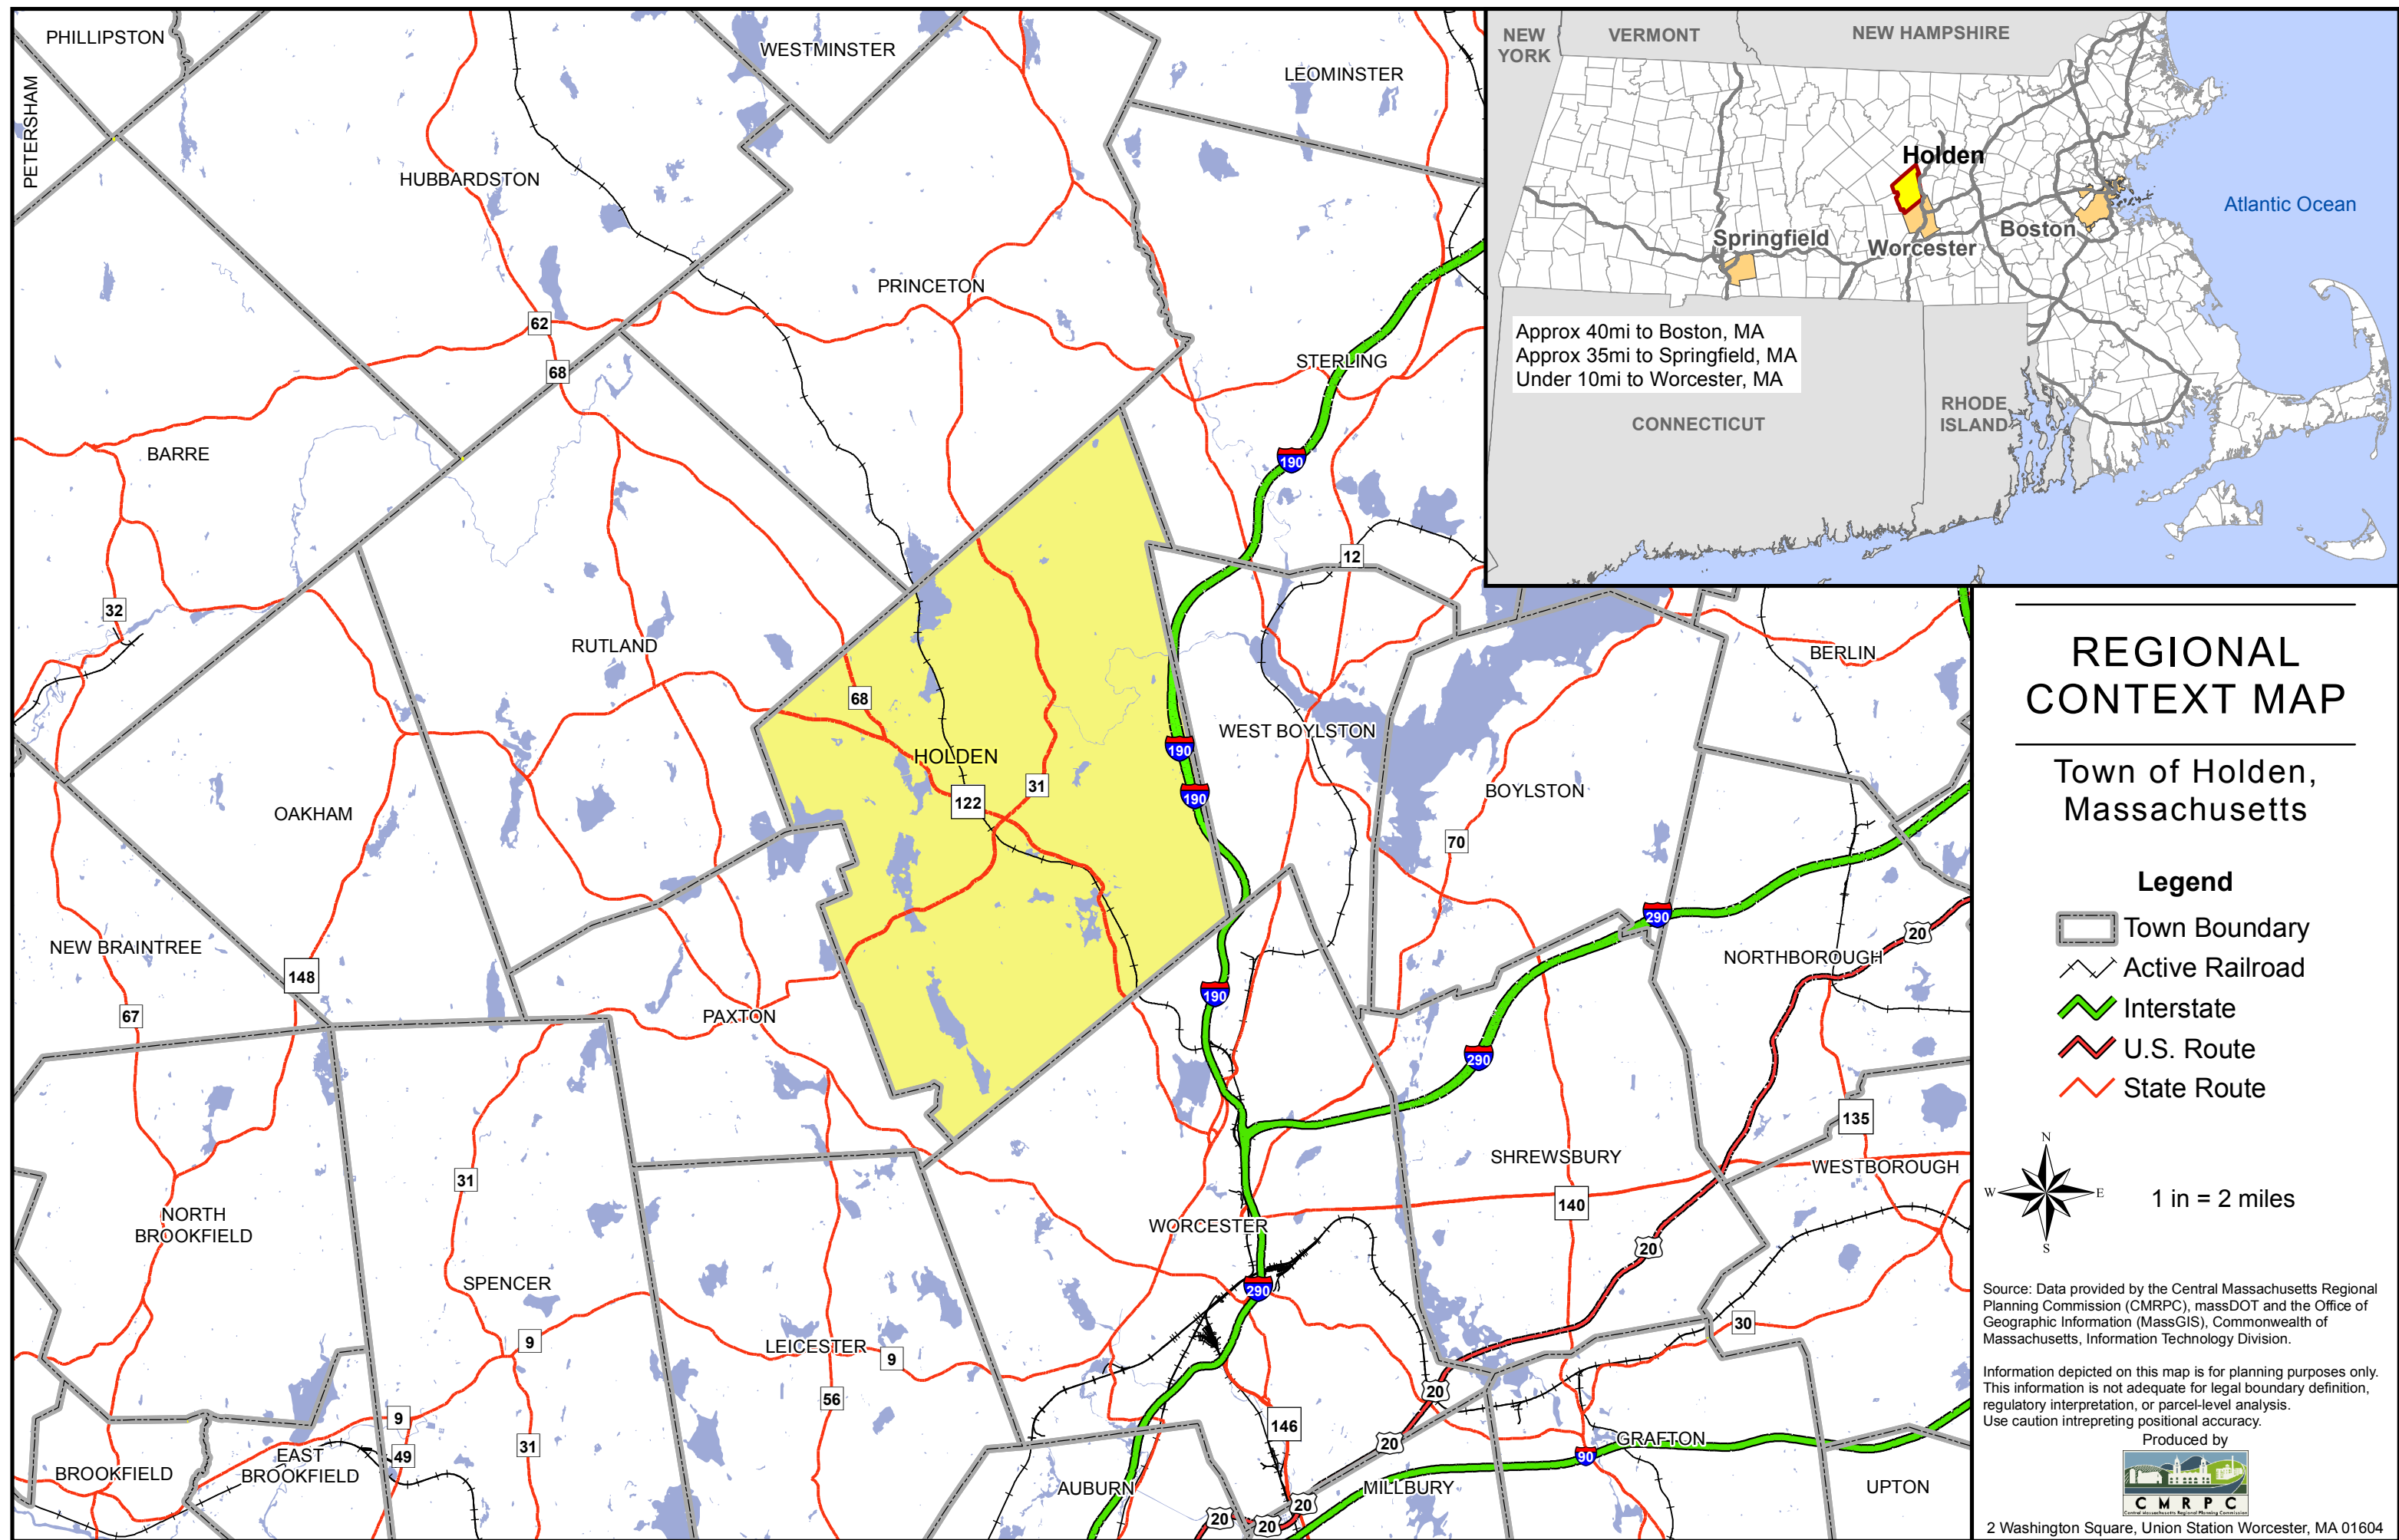 PHILLIPSTON
WESTMINSTER
LEOMINSTER
PETERSHAM
HUBBARDSTON
PRINCETON
62
68
STERLING
BARRE
190
12
32
RUTLAND
68
WEST BOYLSTON
190
HOLDEN
31
122
190
OAKHAM
BOYLSTON
70
290
NEW BRAINTREE
148
20
NORTHBOROUGH
190
67
PAXTON
290
135
SHREWSBURY
WESTBOROUGH
31
140
NORTH
BROOKFIELD
WORCESTER
20
SPENCER
290
30
9
LEICESTER
9
20
56
9
146
20
GRAFTON
31
49
EAST
BROOKFIELD
90
BROOKFIELD
AUBURN
MILLBURY
UPTON
20
20
20
NEW
YORK
VERMONT
NEW HAMPSHIRE
Holden
Atlantic Ocean
Springfield
Worcester
Boston
Approx 40mi to Boston, MA
Approx 35mi to Springfield, MA
Under 10mi to Worcester, MA
CONNECTICUT
RHODE
ISLAND
BERLIN
REGIONAL
CONTEXT MAP
Town of Holden,
Massachusetts
Legend
Town Boundary
Active Railroad
Interstate
U.S. Route
State Route
N
W
E
S
1 in = 2 miles
Source: Data provided by the Central Massachusetts Regional
Planning Commission (CMRPC), massDOT and the Office of
Geographic Information (MassGIS), Commonwealth of
Massachusetts, Information Technology Division.
Information depicted on this map is for planning purposes only.
This information is not adequate for legal boundary definition,
regulatory interpretation, or parcel-level analysis.
Use caution intrepreting positional accuracy.
Produced by
CMRPC
Central Massachusetts Regional Planning Commission
2 Washington Square, Union Station Worcester, MA 01604